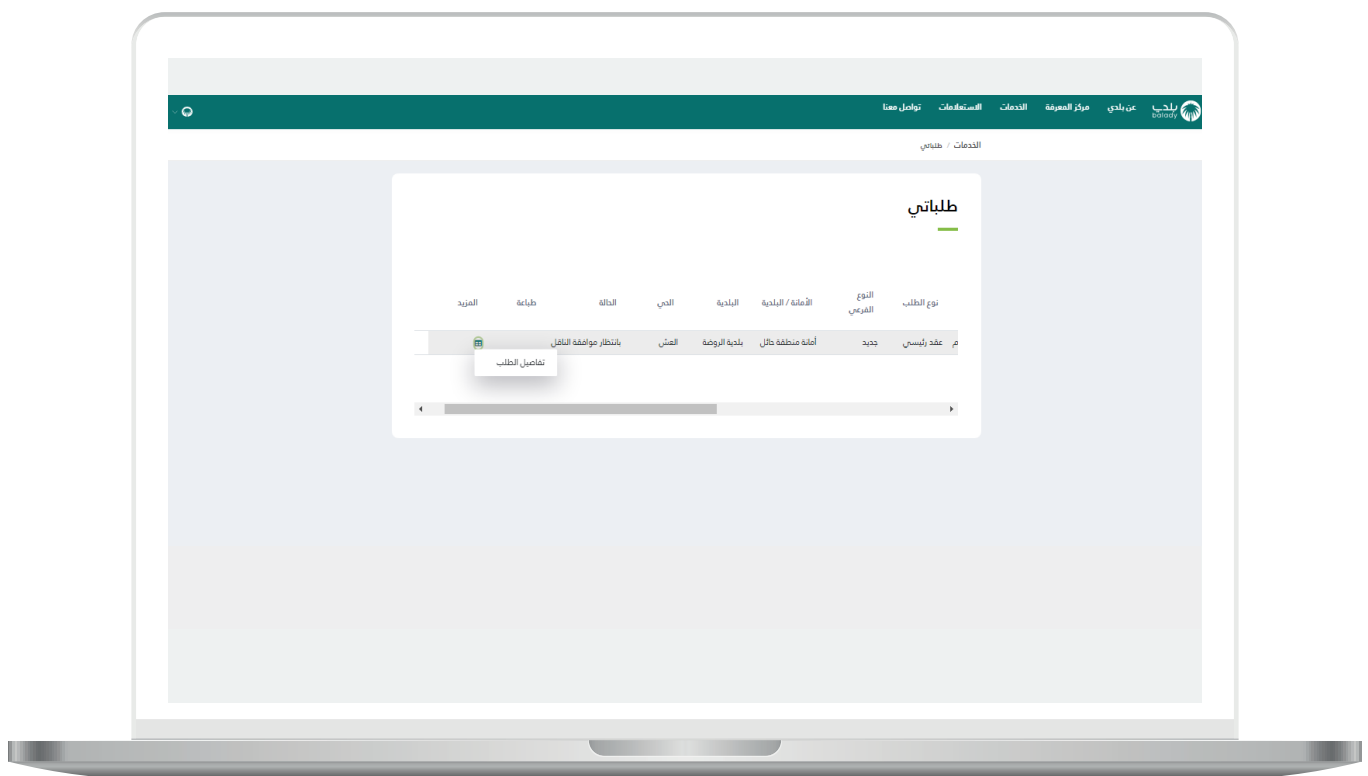 بلدي balady عن بلدي مركز المعرفة الخدمات الاستعلامات تواصل معنا
الخدمات / طلباتي
طلباتي
نوع الطلب النوع الفرعي الأمانة / البلدية البلدية الحي الحالة طباعة المزيد
م عقد رئيسي جديد أمانة منطقة حائل بلدية الروضة العش بانتظار موافقة الناقل
تفاصيل الطلب